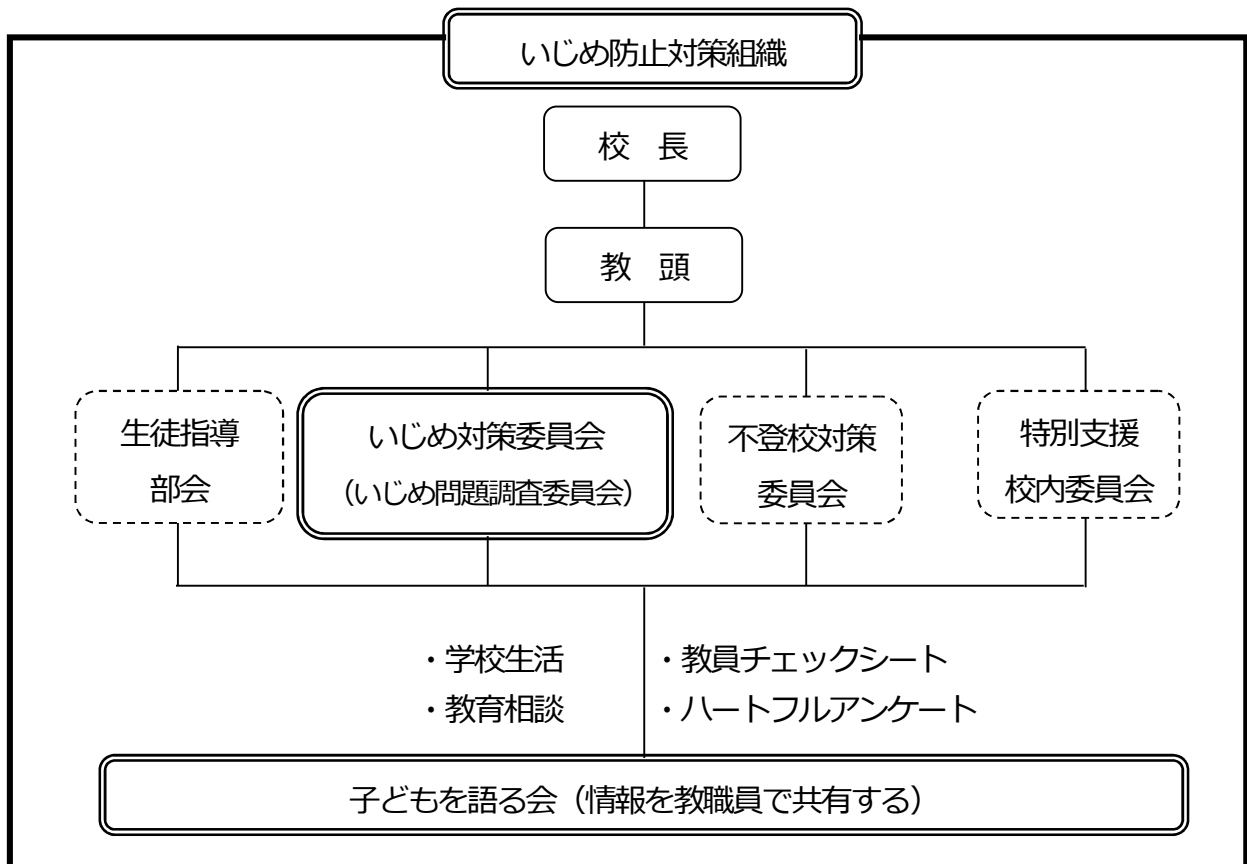 いじめ防止対策組織
校　長
教　頭
生徒指導
部会
いじめ対策委員会
（いじめ問題調査委員会）
不登校対策
委員会
特別支援
校内委員会
・学校生活
・教育相談
・教員チェックシート
・ハートフルアンケート
子どもを語る会（情報を教職員で共有する）